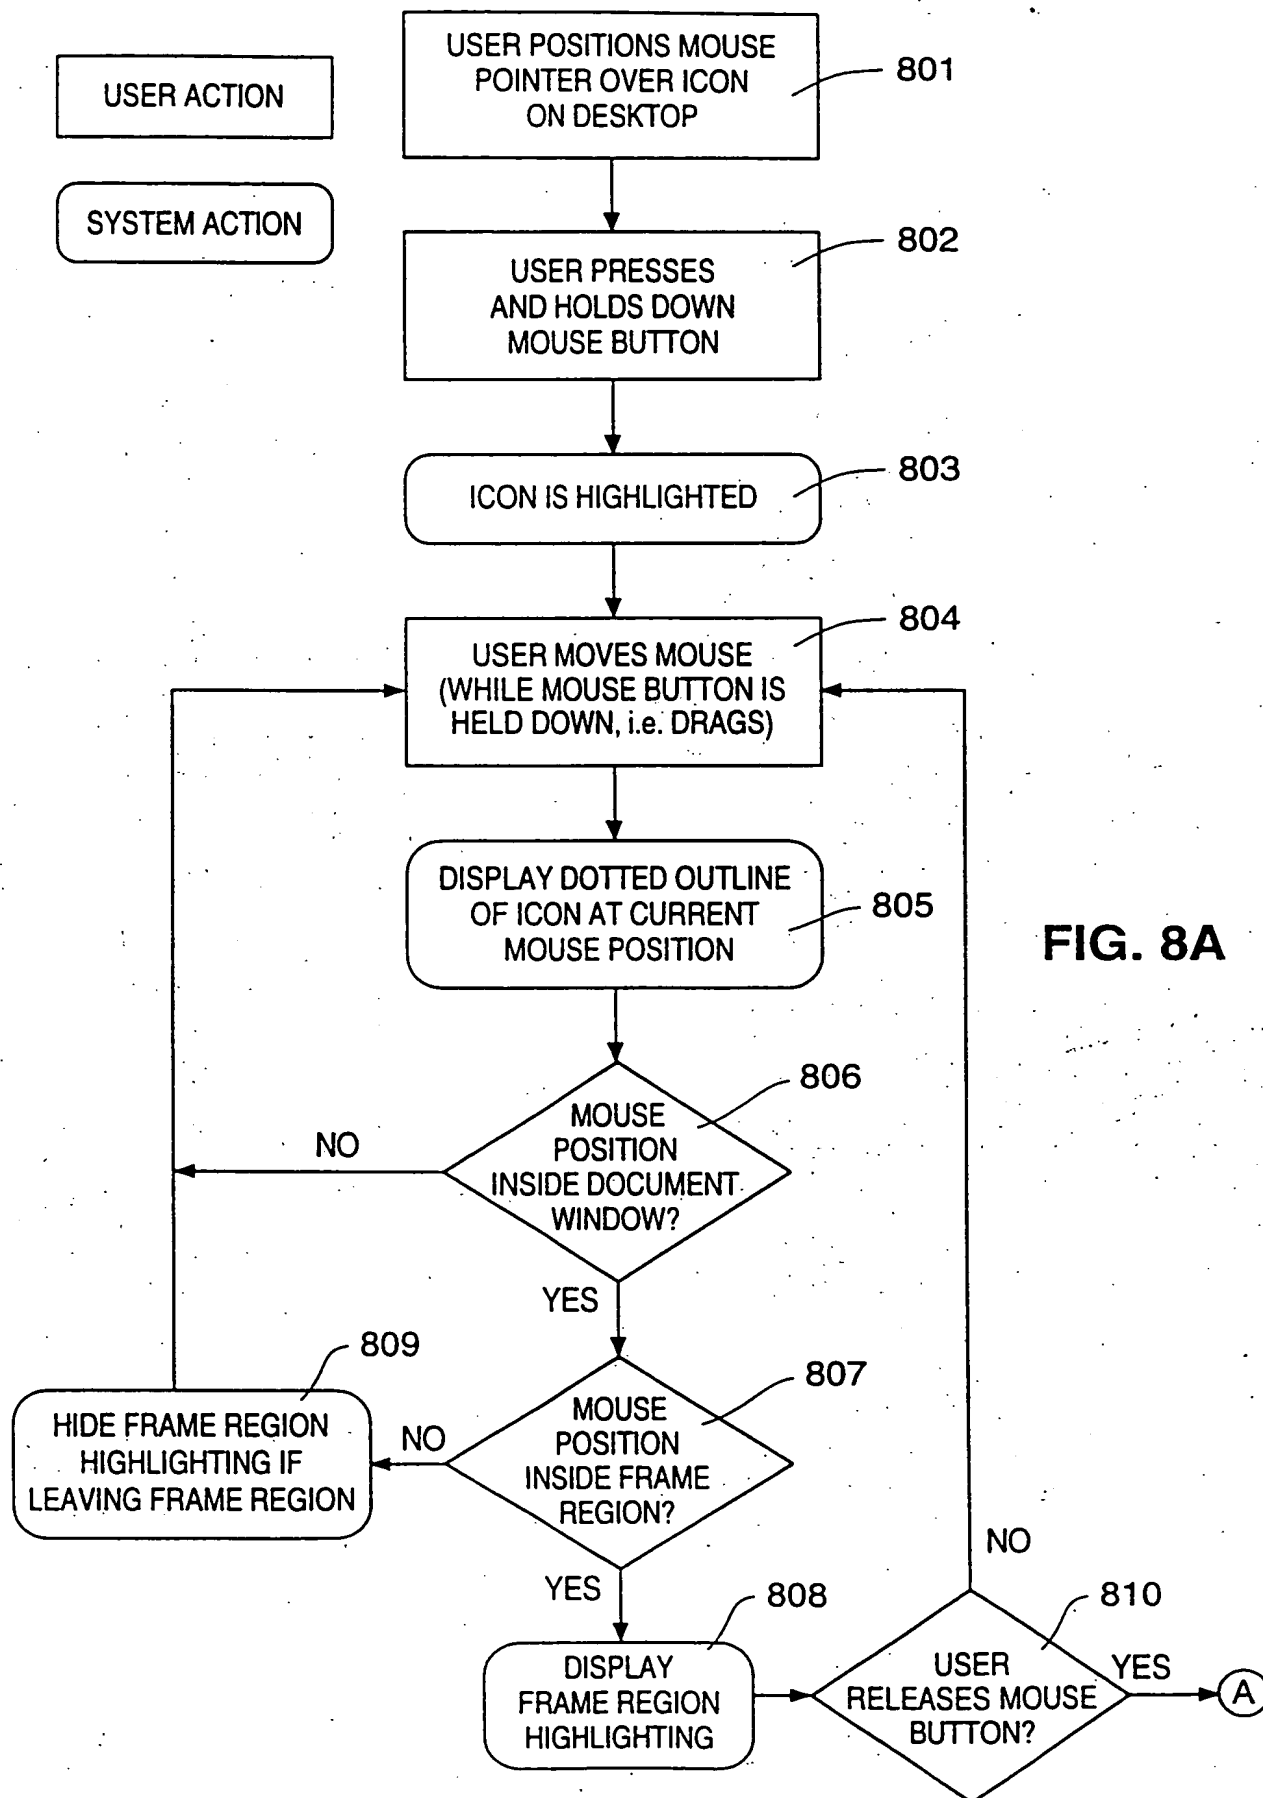 USER ACTION
SYSTEM ACTION
USER POSITIONS MOUSE
POINTER OVER ICON
ON DESKTOP
801
USER PRESSES
AND HOLDS DOWN
MOUSE BUTTON
802
ICON IS HIGHLIGHTED
803
USER MOVES MOUSE
(WHILE MOUSE BUTTON IS
HELD DOWN, i.e. DRAGS)
804
DISPLAY DOTTED OUTLINE
OF ICON AT CURRENT
MOUSE POSITION
805
FIG. 8A
MOUSE
POSITION
INSIDE DOCUMENT
WINDOW?
806
NO
YES
MOUSE
POSITION
INSIDE FRAME
REGION?
807
NO
HIDE FRAME REGION
HIGHLIGHTING IF
LEAVING FRAME REGION
809
YES
DISPLAY
FRAME REGION
HIGHLIGHTING
808
USER
RELEASES MOUSE
BUTTON?
810
NO
YES
A